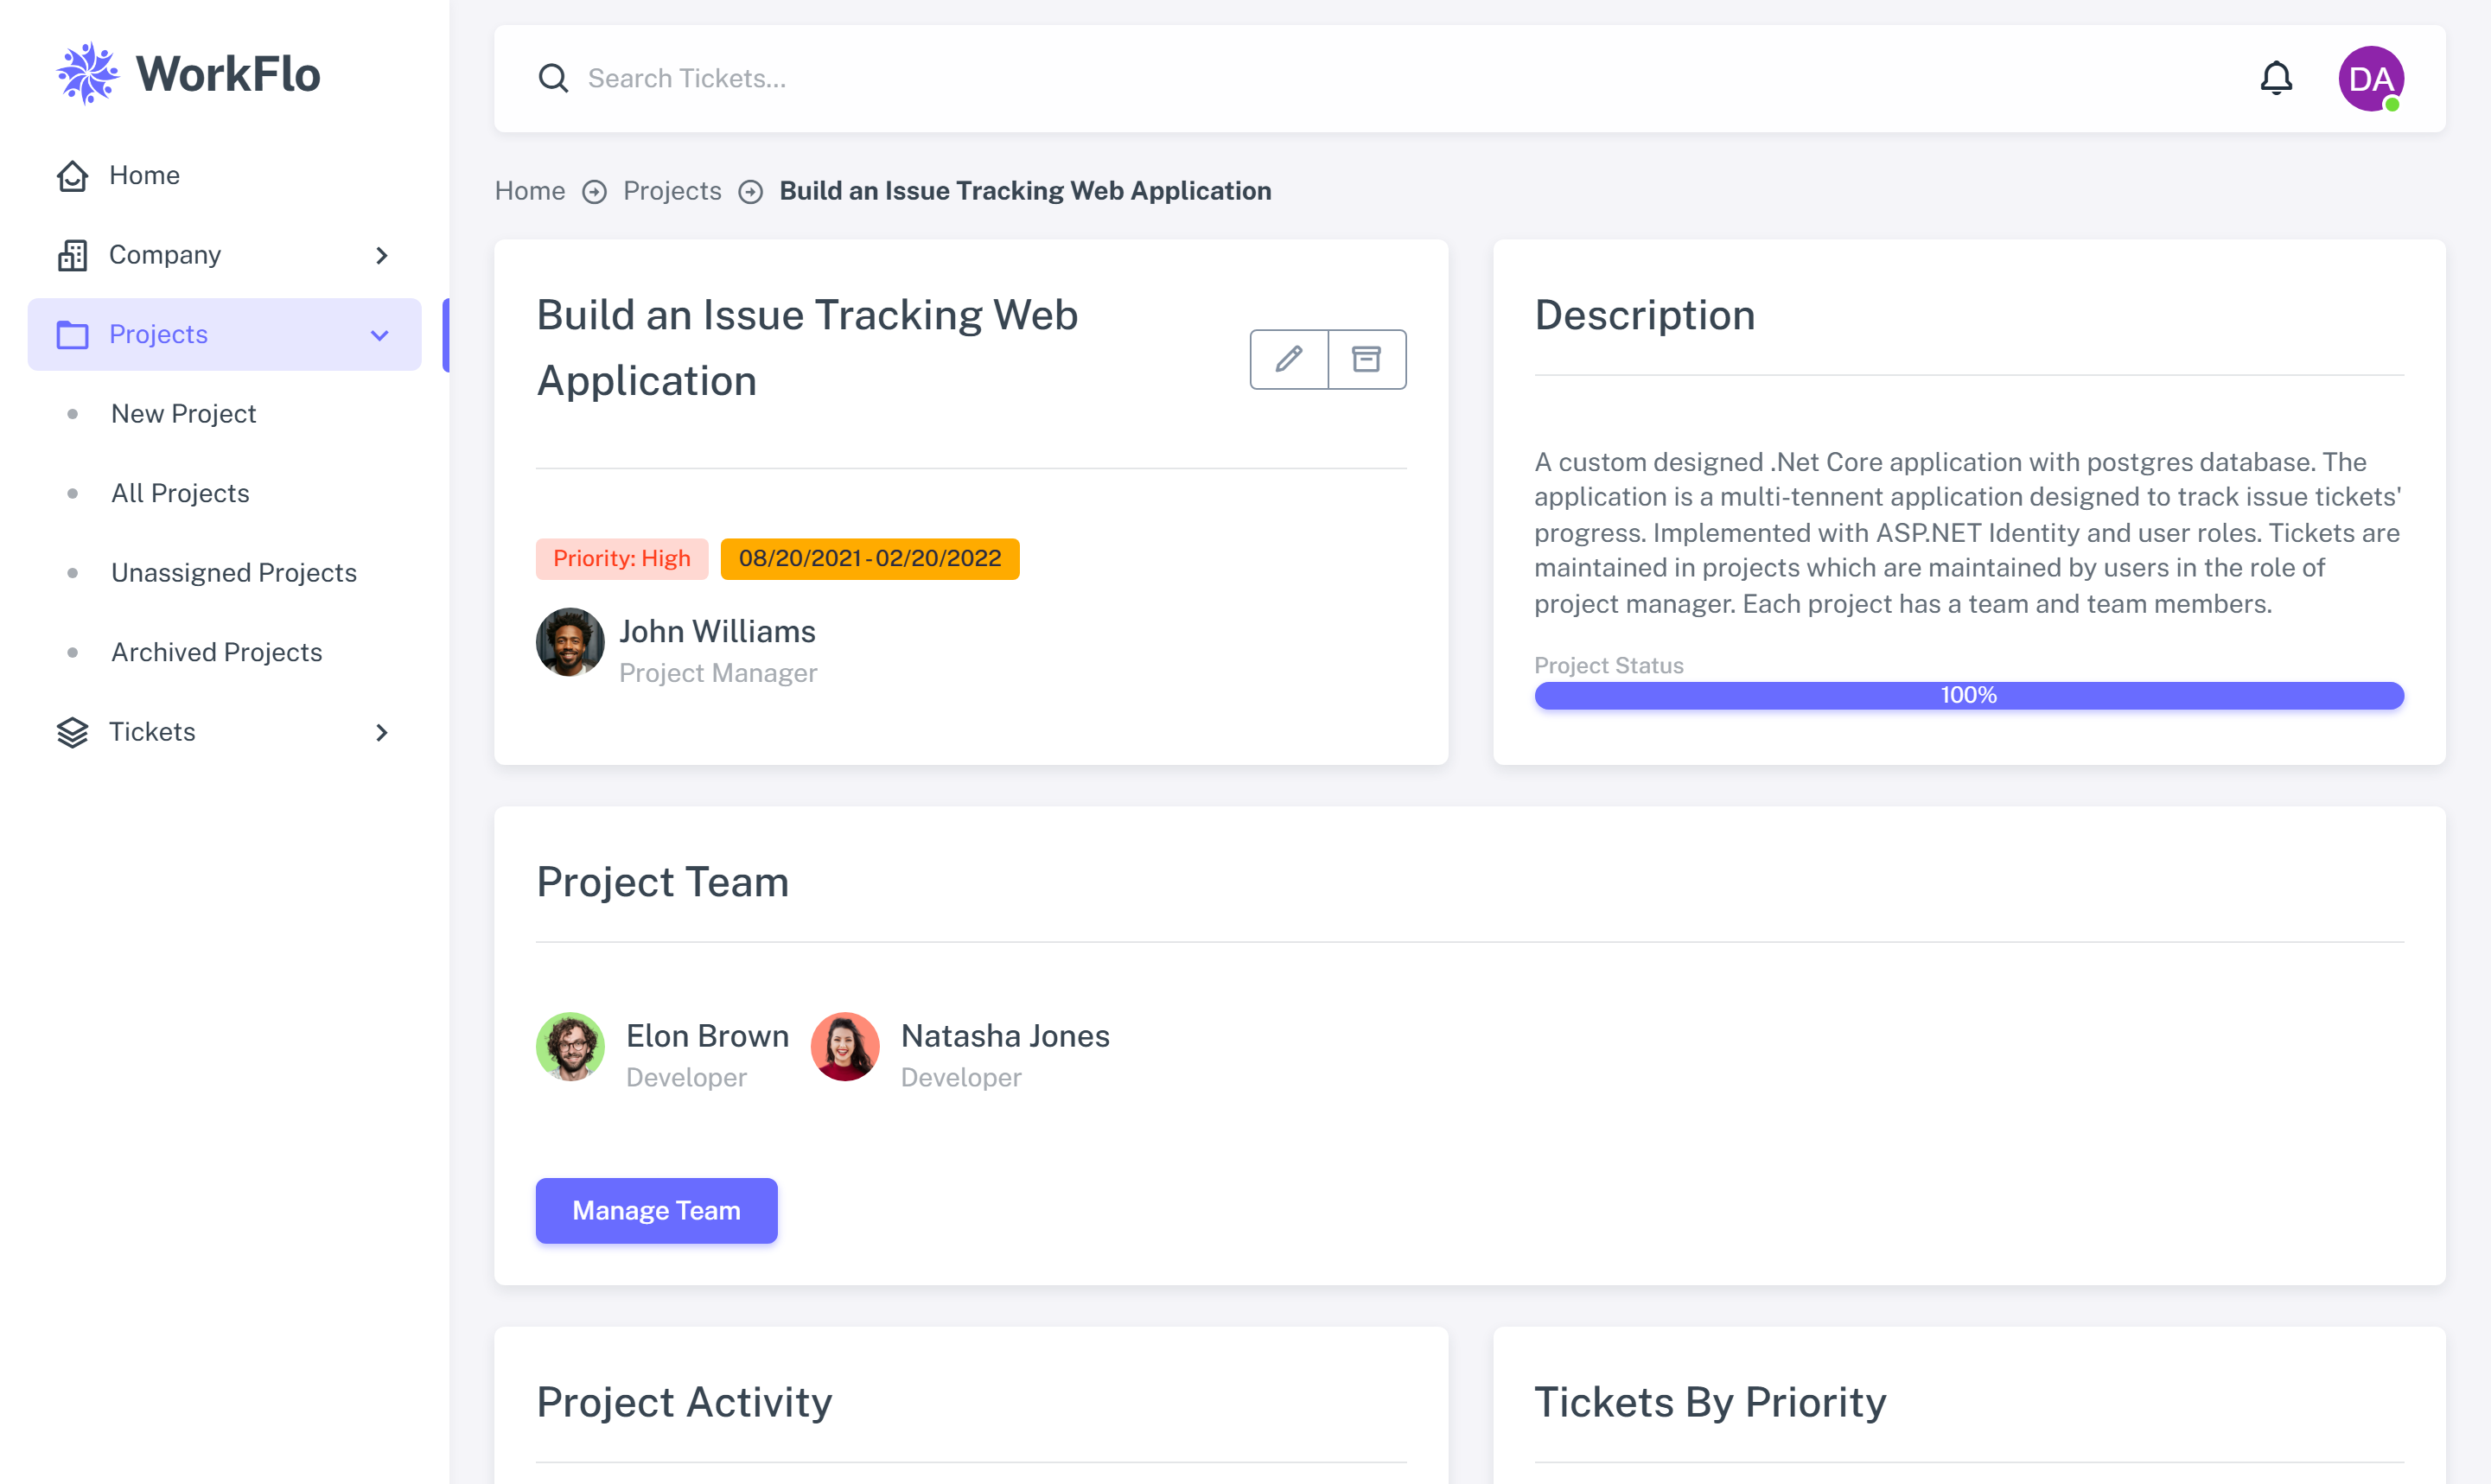 WorkFlo
Home
Company
Projects
New Project
All Projects
Unassigned Projects
Archived Projects
Tickets
Search Tickets...
DA
Home Projects Build an Issue Tracking Web Application
Build an Issue Tracking Web
Application
Priority: High 08/20/2021 - 02/20/2022
John Williams
Project Manager
Description
A custom designed .Net Core application with postgres database. The
application is a multi-tennent application designed to track issue tickets'
progress. Implemented with ASP.NET Identity and user roles. Tickets are
maintained in projects which are maintained by users in the role of
project manager. Each project has a team and team members.
Project Status
100%
Project Team
Elon Brown
Developer
Natasha Jones
Developer
Manage Team
Project Activity
Tickets By Priority